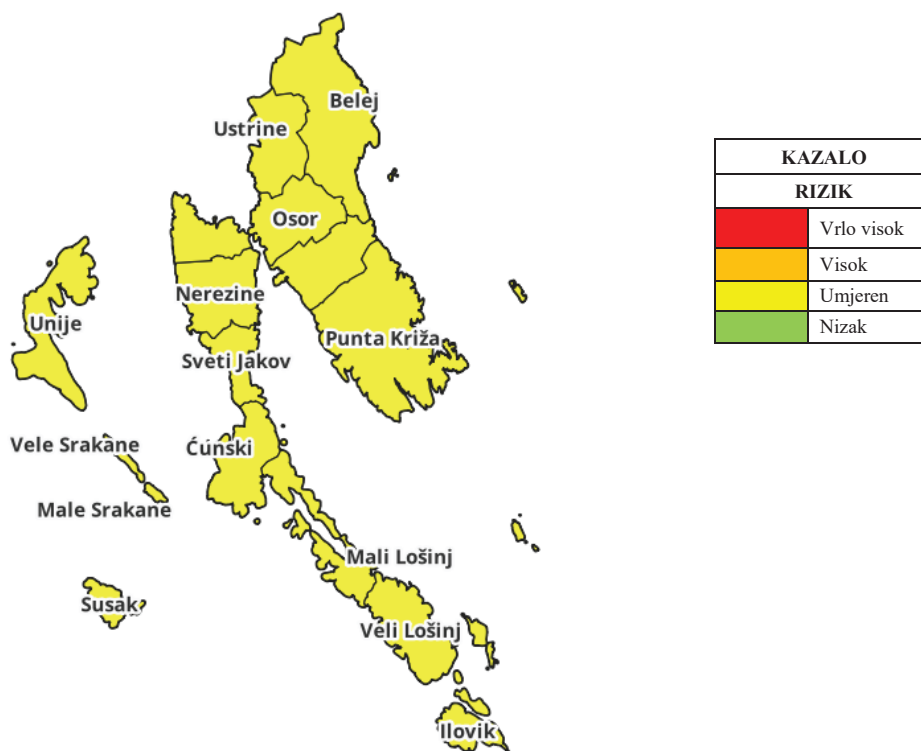 Belej
Ustrine
Osor
Nerezine
Unije
Punta Križa
Sveti Jakov
Vele Srakane
Ćunski
Male Srakane
Mali Lošinj
Susak
Veli Lošinj
Ilovik
KAZALO
RIZIK
Vrlo visok
Visok
Umjeren
Nizak